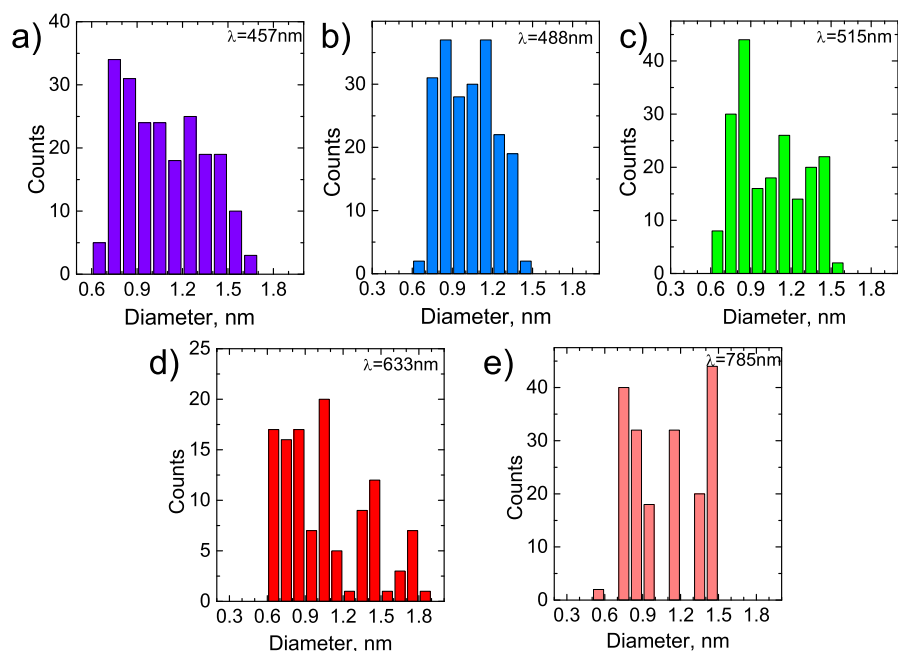 a)
λ=457nm
40
30
20
10
0
Counts
0.6 0.9 1.2 1.5 1.8
Diameter, nm
b)
λ=488nm
40
30
20
10
0
Counts
0.3 0.6 0.9 1.2 1.5 1.8
Diameter, nm
c)
λ=515nm
40
30
20
10
0
Counts
0.3 0.6 0.9 1.2 1.5 1.8
Diameter, nm
d)
λ=633nm
25
20
15
10
5
0
Counts
0.3 0.6 0.9 1.2 1.5 1.8
Diameter, nm
e)
λ=785nm
40
30
20
10
0
Counts
0.3 0.6 0.9 1.2 1.5 1.8
Diameter, nm